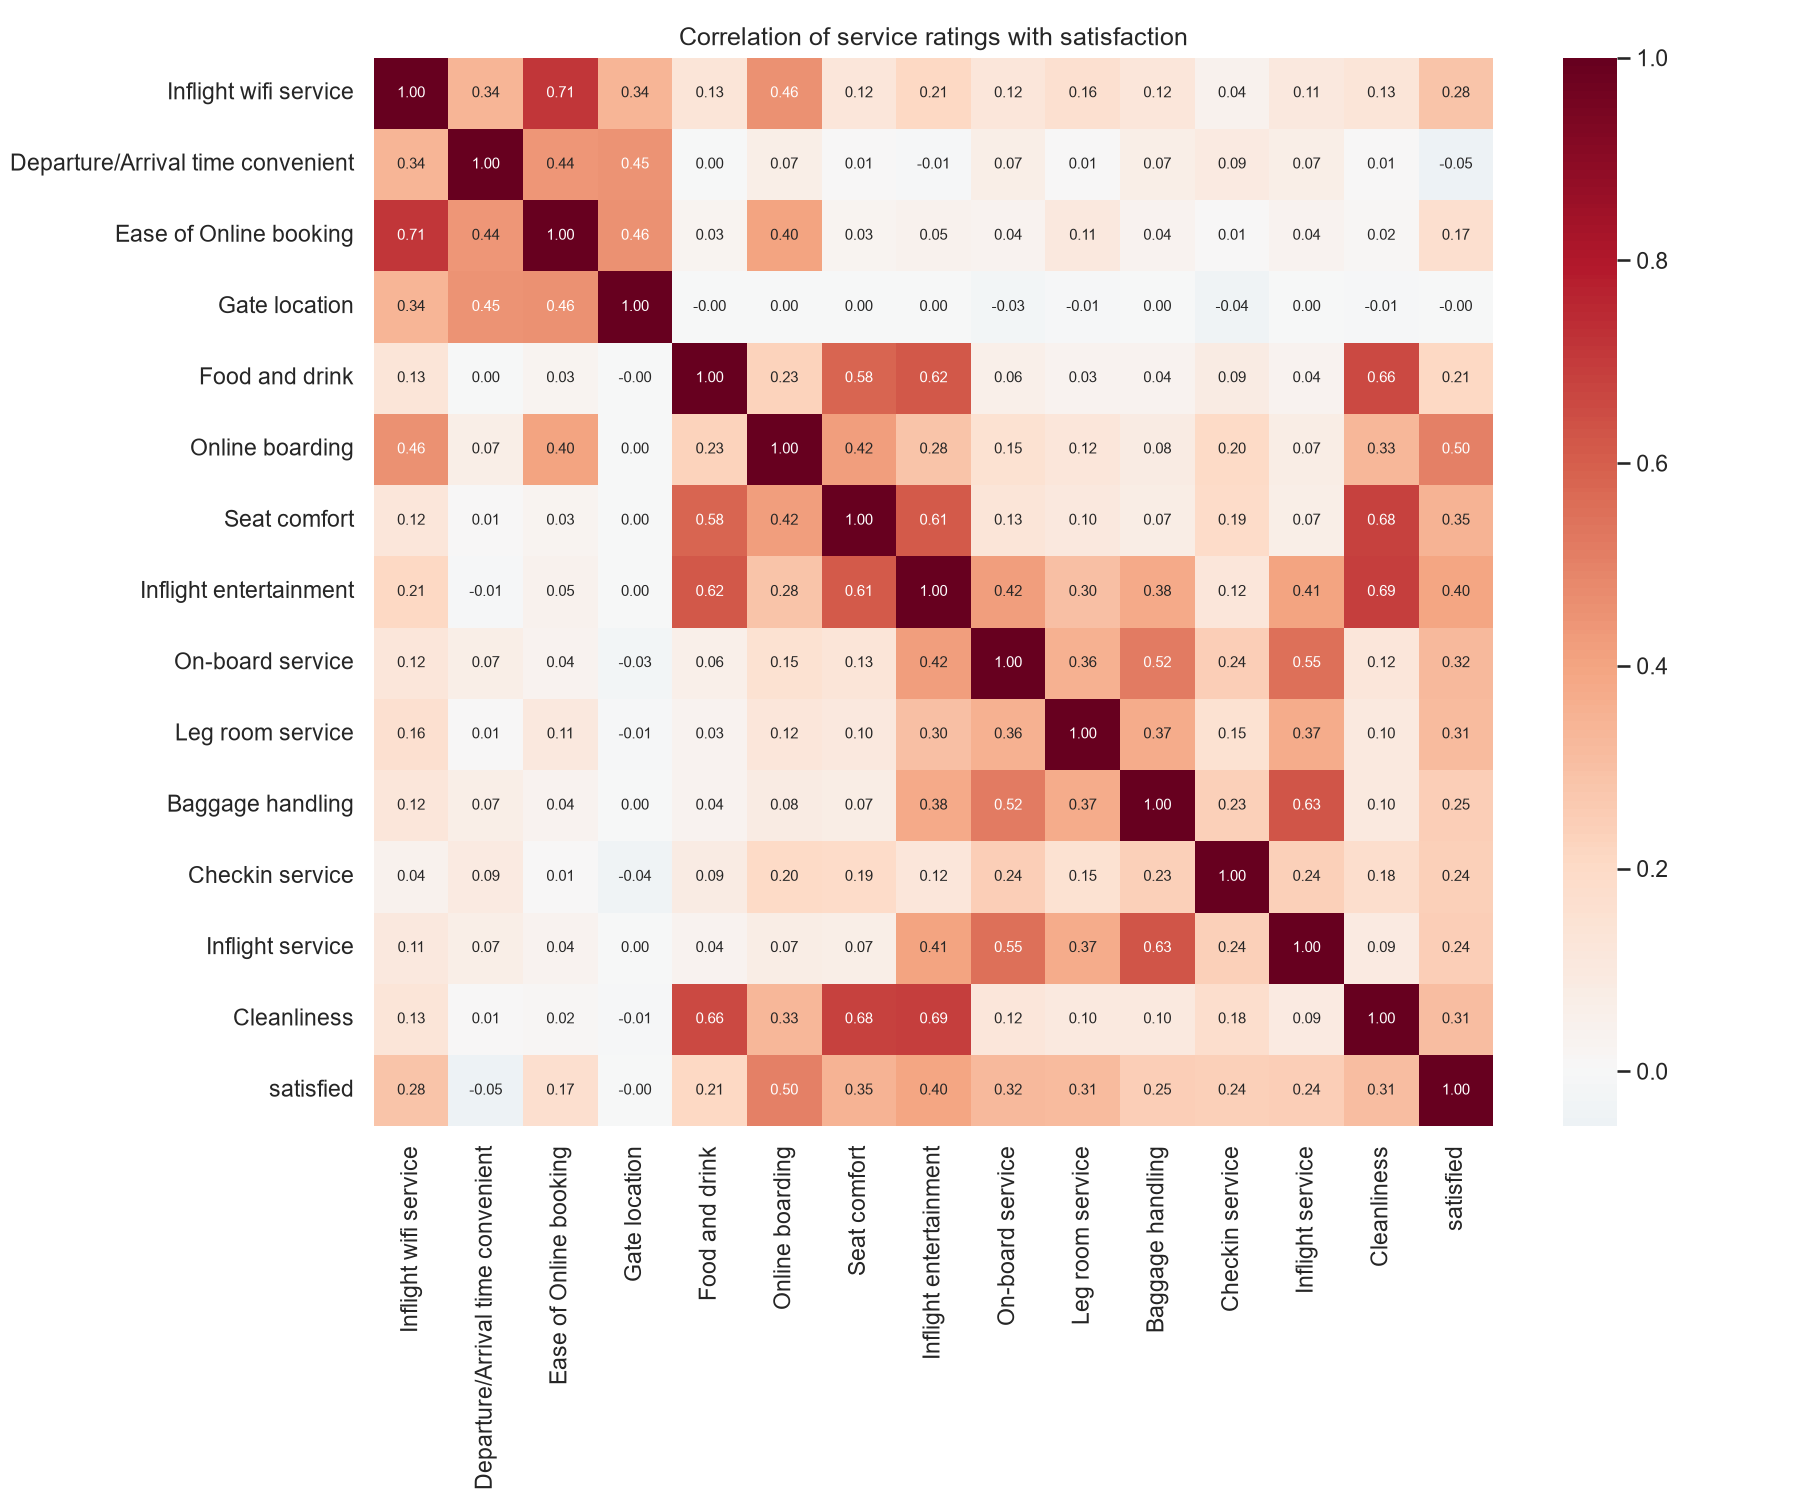 Correlation of service ratings with satisfaction
Inflight wifi service 1.00 0.34 0.71 0.34 0.13 0.46 0.12 0.21 0.12 0.16 0.12 0.04 0.11 0.13 0.28
Departure/Arrival time convenient 0.34 1.00 0.44 0.45 0.00 0.07 0.01 -0.01 0.07 0.01 0.07 0.09 0.07 0.01 -0.05
Ease of Online booking 0.71 0.44 1.00 0.46 0.03 0.40 0.03 0.05 0.04 0.11 0.04 0.01 0.04 0.02 0.17
Gate location 0.34 0.45 0.46 1.00 -0.00 0.00 0.00 0.00 -0.03 -0.01 0.00 -0.04 0.00 -0.01 -0.00
Food and drink 0.13 0.00 0.03 -0.00 1.00 0.23 0.58 0.62 0.06 0.03 0.04 0.09 0.04 0.66 0.21
Online boarding 0.46 0.07 0.40 0.00 0.23 1.00 0.42 0.28 0.15 0.12 0.08 0.20 0.07 0.33 0.50
Seat comfort 0.12 0.01 0.03 0.00 0.58 0.42 1.00 0.61 0.13 0.10 0.07 0.19 0.07 0.68 0.35
Inflight entertainment 0.21 -0.01 0.05 0.00 0.62 0.28 0.61 1.00 0.42 0.30 0.38 0.12 0.41 0.69 0.40
On-board service 0.12 0.07 0.04 -0.03 0.06 0.15 0.13 0.42 1.00 0.36 0.52 0.24 0.55 0.12 0.32
Leg room service 0.16 0.01 0.11 -0.01 0.03 0.12 0.10 0.30 0.36 1.00 0.37 0.15 0.37 0.10 0.31
Baggage handling 0.12 0.07 0.04 0.00 0.04 0.08 0.07 0.38 0.52 0.37 1.00 0.23 0.63 0.10 0.25
Checkin service 0.04 0.09 0.01 -0.04 0.09 0.20 0.19 0.12 0.24 0.15 0.23 1.00 0.24 0.18 0.24
Inflight service 0.11 0.07 0.04 0.00 0.04 0.07 0.07 0.41 0.55 0.37 0.63 0.24 1.00 0.09 0.24
Cleanliness 0.13 0.01 0.02 -0.01 0.66 0.33 0.68 0.69 0.12 0.10 0.10 0.18 0.09 1.00 0.31
satisfied 0.28 -0.05 0.17 -0.00 0.21 0.50 0.35 0.40 0.32 0.31 0.25 0.24 0.24 0.31 1.00
Inflight wifi service
Departure/Arrival time convenient
Ease of Online booking
Gate location
Food and drink
Online boarding
Seat comfort
Inflight entertainment
On-board service
Leg room service
Baggage handling
Checkin service
Inflight service
Cleanliness
satisfied
1.0
0.8
0.6
0.4
0.2
0.0